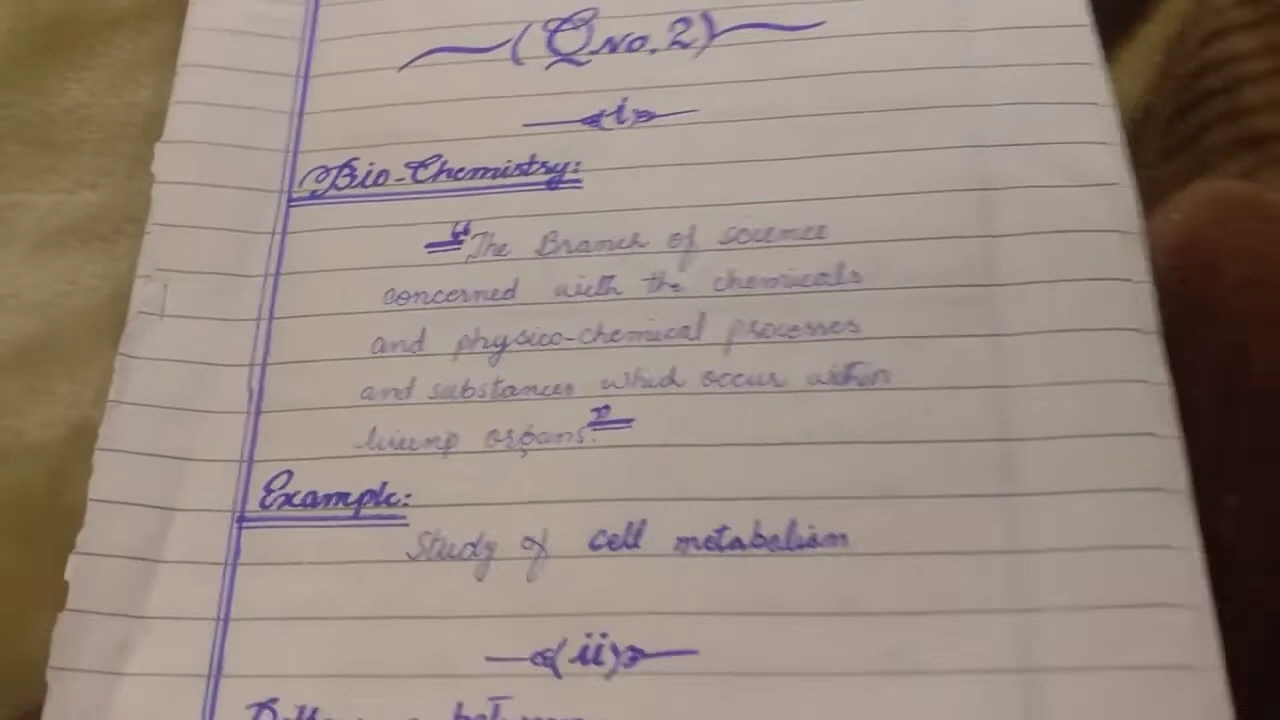 (Q No. 2)
i
Bio-Chemistry:
"The Branch of science
concerned with the chemicals
and physico-chemical processes
and substances which occur within
living organs."
Example:
Study of cell metabolism
(ii)